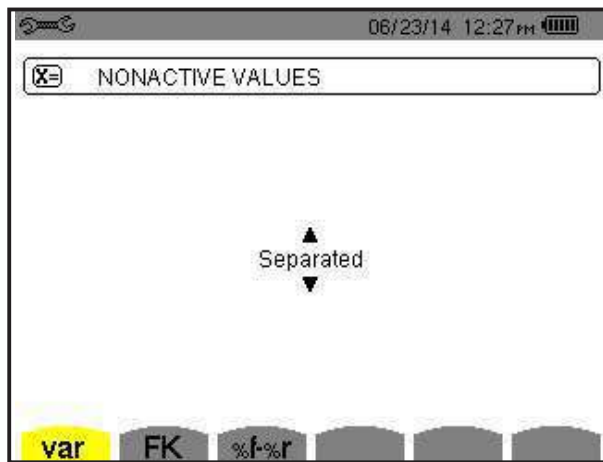 06/23/14 12:27PM
X= NONACTIVE VALUES
Separated
var FK %f-%r